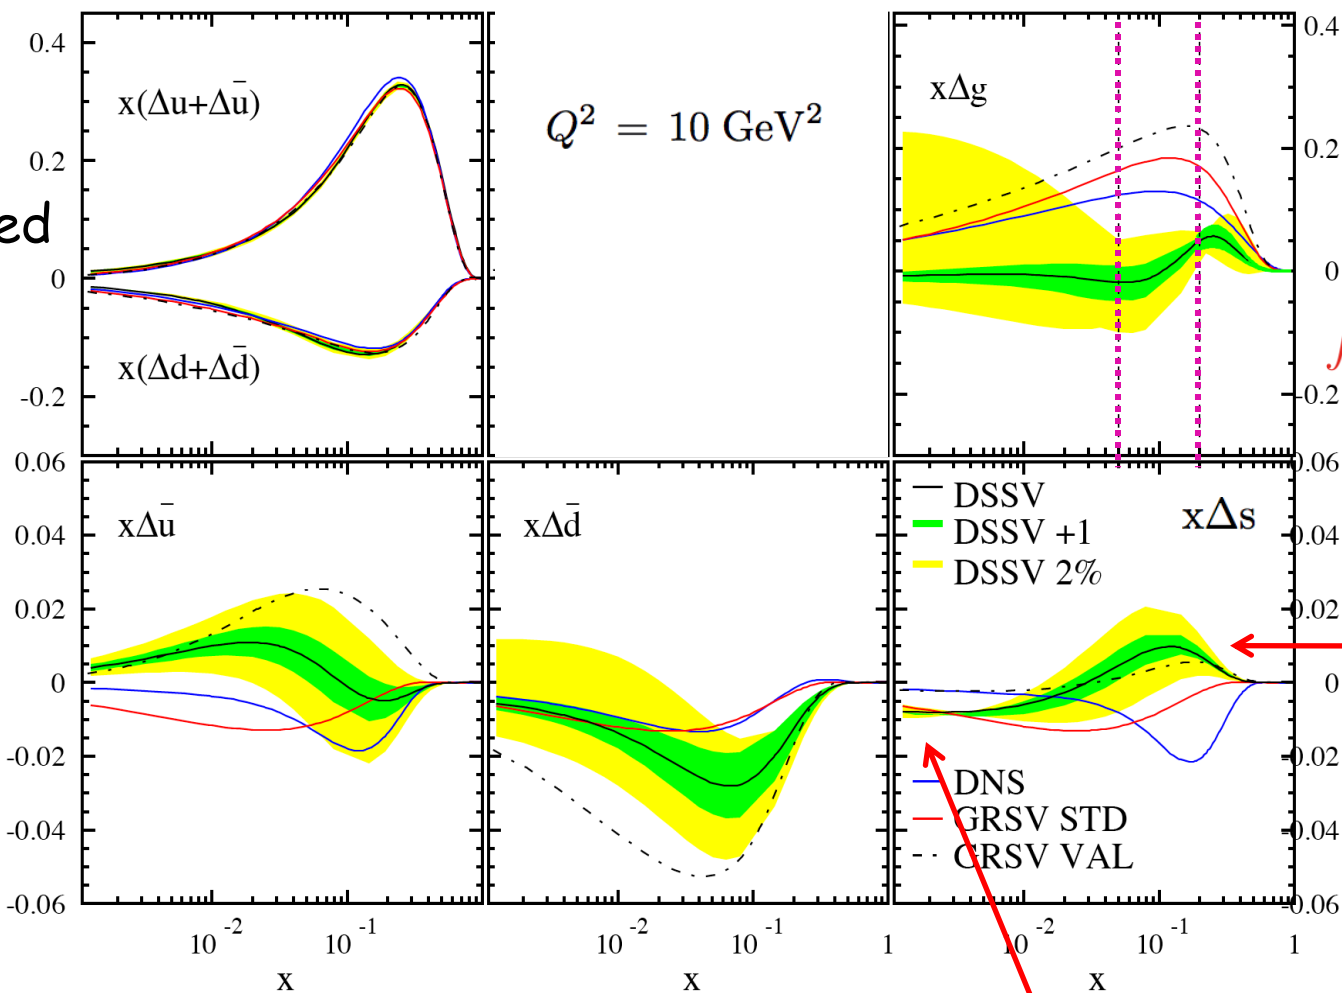 0.4
0.2
0
-0.2
x(Δu+Δū)
x(Δd+Δd̄)
ed
Q² = 10 GeV²
xΔg
0.4
0.2
0
-0.2
0.06
0.04
0.02
0
-0.02
-0.04
-0.06
xΔū
xΔd̄
DSSV
DSSV +1
DSSV 2%
xΔs
DNS
GRSV STD
GRSV VAL
0.06
0.04
0.02
0
-0.02
-0.04
-0.06
10⁻² 10⁻¹
10⁻² 10⁻¹ 1
10⁻² 10⁻¹ 1
x
x
x